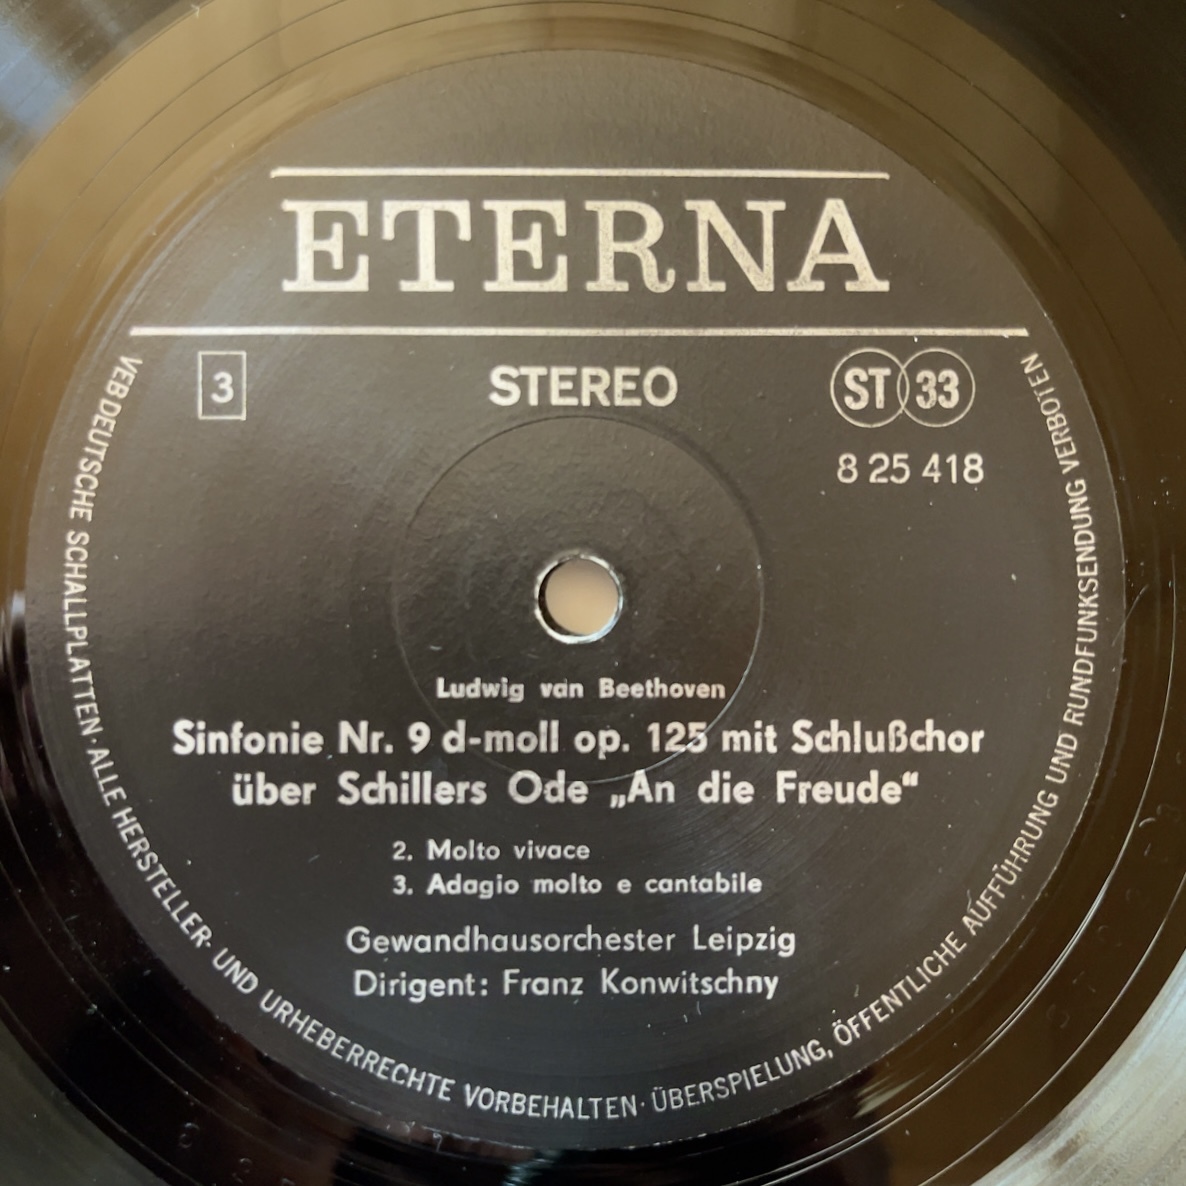 ETERNA
3
STEREO
ST 33
8 25 418
Ludwig van Beethoven
Sinfonie Nr. 9 d-moll op. 125 mit Schlußchor
über Schillers Ode „An die Freude“
2. Molto vivace
3. Adagio molto e cantabile
Gewandhausorchester Leipzig
Dirigent: Franz Konwitschny
VEB DEUTSCHE SCHALLPLATTEN · ALLE HERSTELLER- UND URHEBERRECHTE VORBEHALTEN · ÜBERSPIELUNG, ÖFFENTLICHE AUFFÜHRUNG UND RUNDFUNKSENDUNG VERBOTEN